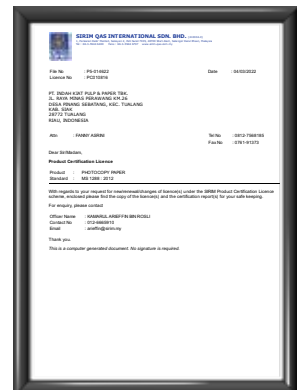 SIRIM QAS INTERNATIONAL SDN. BHD.
File No : PS-016622
Date : 04/03/2022
Licence No : PC010916
PT. INDAH KIAT PULP & PAPER TBK.
JL. RAYA MINAS PERAWANG KM.26
DESA PINANG SEBATANG, KEC. TUALANG
KAB. SIAK
28772 TUALANG
RIAU, INDONESIA
Attn : FANNY KERINI
Tel No : 0812-7568165
Fax No : 0761-91373
Dear Sir/Madam,
Product Certification Licence
Product : PHOTOCOPY PAPER
Standard : MS 1288 : 2012
With regards to your request for new/renewal/changes of licence(s) under the SIRIM Product Certification Licence
scheme, enclosed please find the copy of the licence(s) and the certification report(s) for your safe keeping.
For enquiry, please contact
Officer Name : KAMARUL ARIEFFIN BIN ROSLI
Contact No : 012-6865915
Email : arieffin@sirim.my
Thank you.
This is a computer generated document. No signature is required.